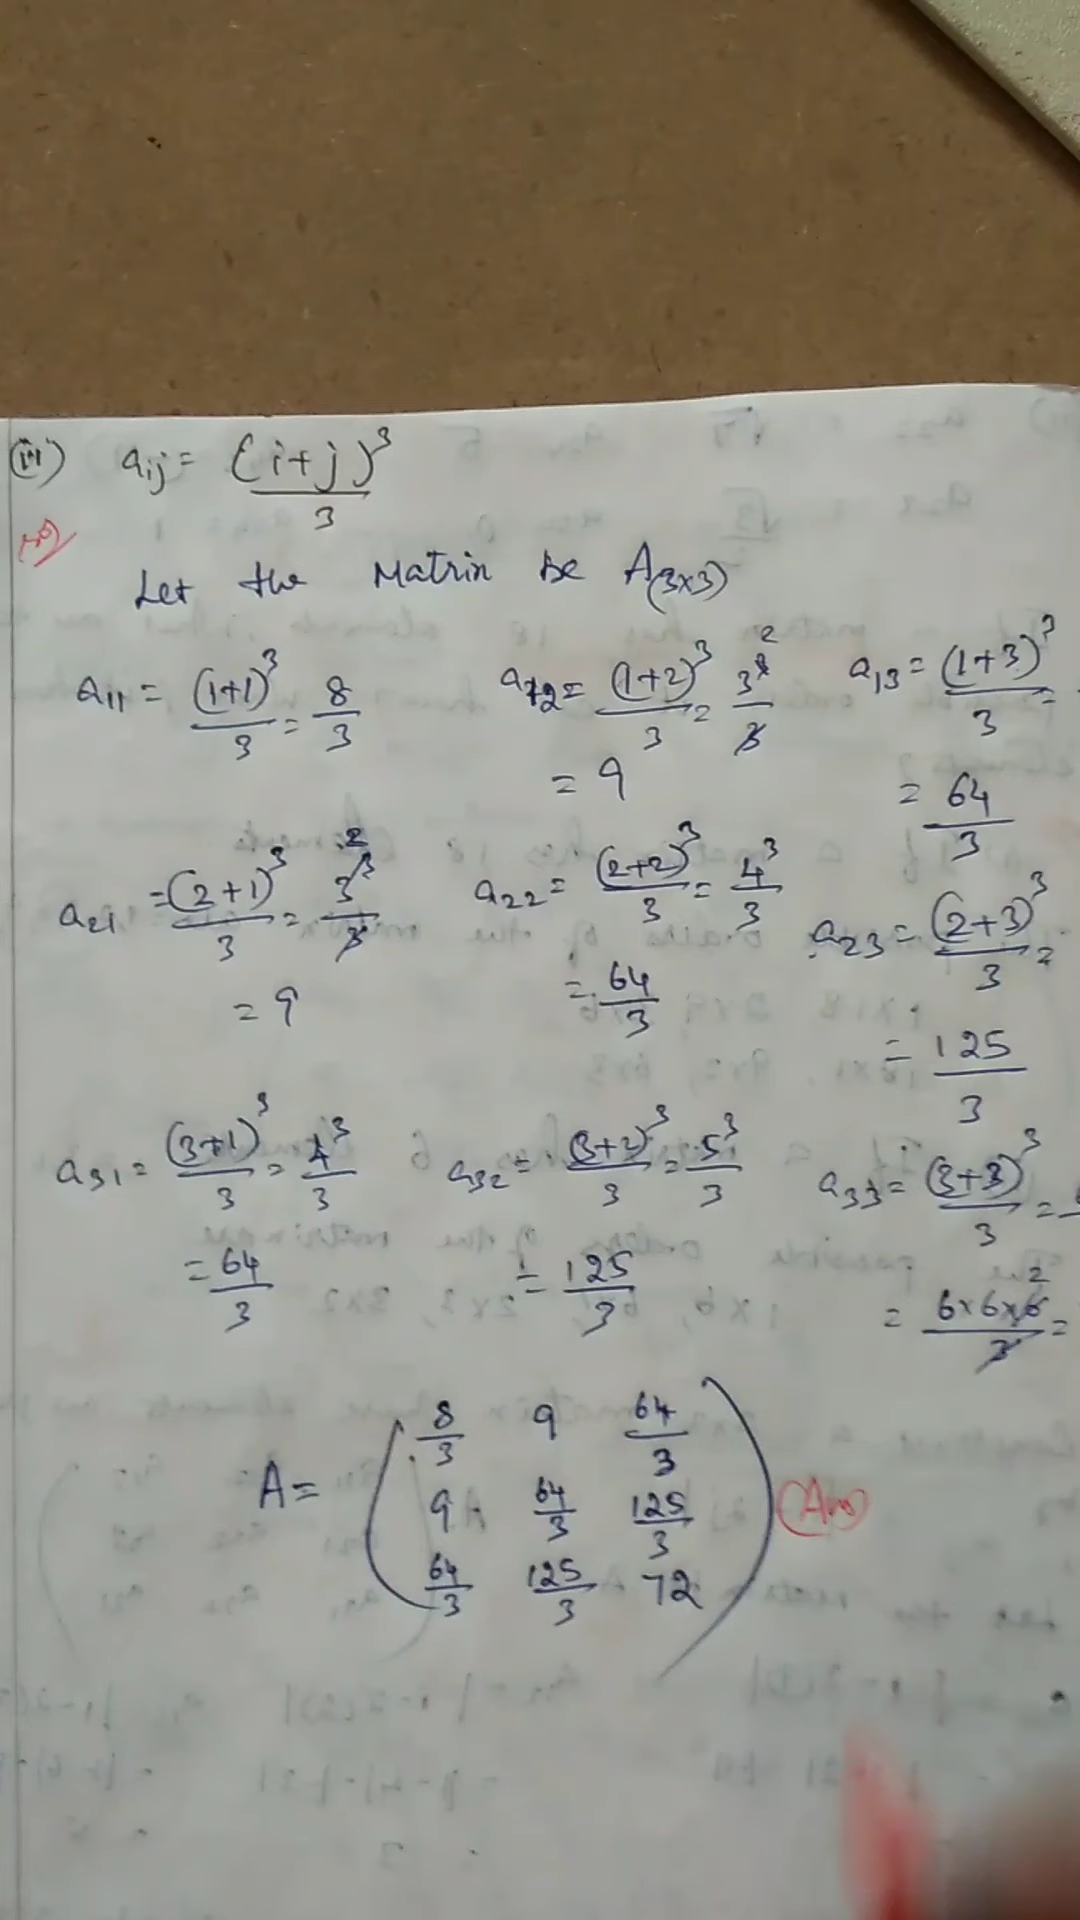 (iii) aij = (i+j)³/3
Let the Matrix be A(3×3)
a11 = (1+1)³/3 = 8/3 a12 = (1+2)³/3 = 3³/3 a13 = (1+3)³/3 =
= 9 = 64/3
a21 = (2+1)³/3 = 3³/3 a22 = (2+2)³/3 = 4³/3 a23 = (2+3)³/3 =
= 9 = 64/3 = 125/3
a31 = (3+1)³/3 = 4³/3 a32 = (3+2)³/3 = 5³/3 a33 = (3+3)³/3 =
= 64/3 = 125/3 = 6×6×6/3 =
8/3 9 64/3
A = 9 64/3 125/3 (Ans)
64/3 125/3 72